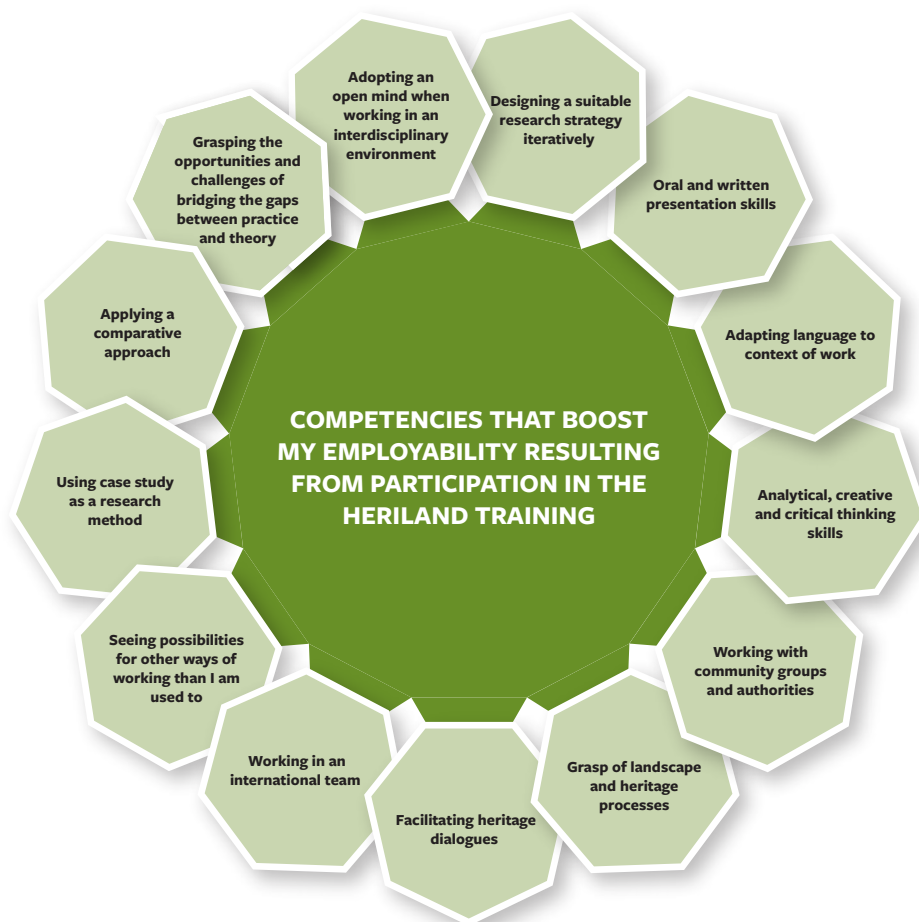 Adopting an
open mind when
working in an
interdisciplinary
environment
Designing a suitable
research strategy
iteratively
Oral and written
presentation skills
Adapting language to
context of work
Analytical, creative
and critical thinking
skills
Working with
community groups
and authorities
Grasp of landscape
and heritage
processes
Facilitating heritage
dialogues
Working in an
international team
Seeing possibilities
for other ways of
working than I am
used to
Using case study
as a research
method
Applying a
comparative
approach
Grasping the
opportunities and
challenges of
bridging the gaps
between practice
and theory
COMPETENCIES THAT BOOST
MY EMPLOYABILITY RESULTING
FROM PARTICIPATION IN THE
HERILAND TRAINING